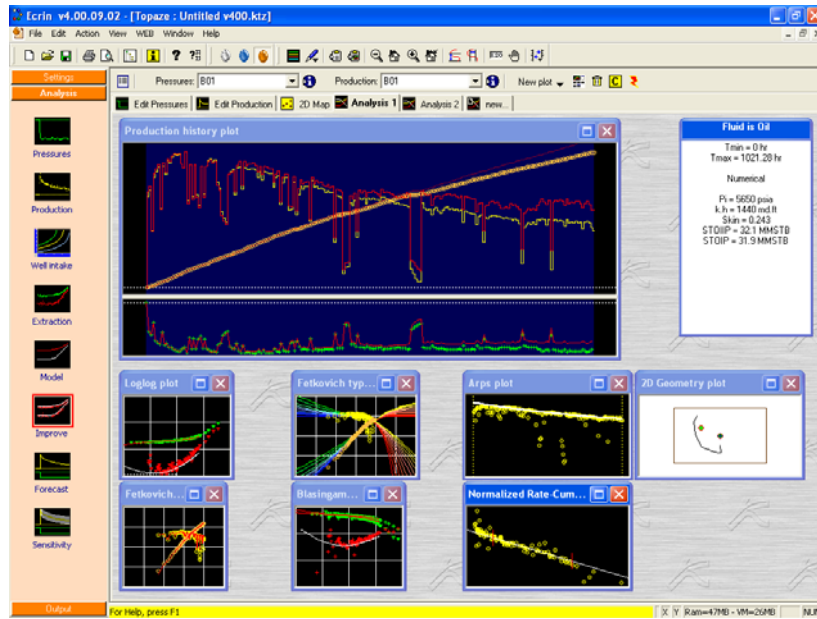 Ecrin v4.00.09.02 - [Topaze : Untitled v400.ktz]
File Edit Action View WEB Window Help
Settings
Analysis
Pressures
Production
Well intake
Extraction
Model
Improve
Forecast
Sensitivity
Output
Pressures: B01 Production: B01 New plot
Edit Pressures Edit Production 2D Map Analysis 1 Analysis 2 new...
Production history plot
Fluid is Oil
Tmin = 0 hr
Tmax = 1021.28 hr
Numerical
Pi = 5650 psia
k.h = 1440 md.ft
Skin = 0.243
STOIIP = 32.1 MMSTB
STOIP = 31.9 MMSTB
Loglog plot
Fetkovich typ...
Arps plot
2D Geometry plot
Fetkovich...
Blasingam...
Normalized Rate-Cum...
For Help, press F1
X Y Ram=47MB - VM=26MB